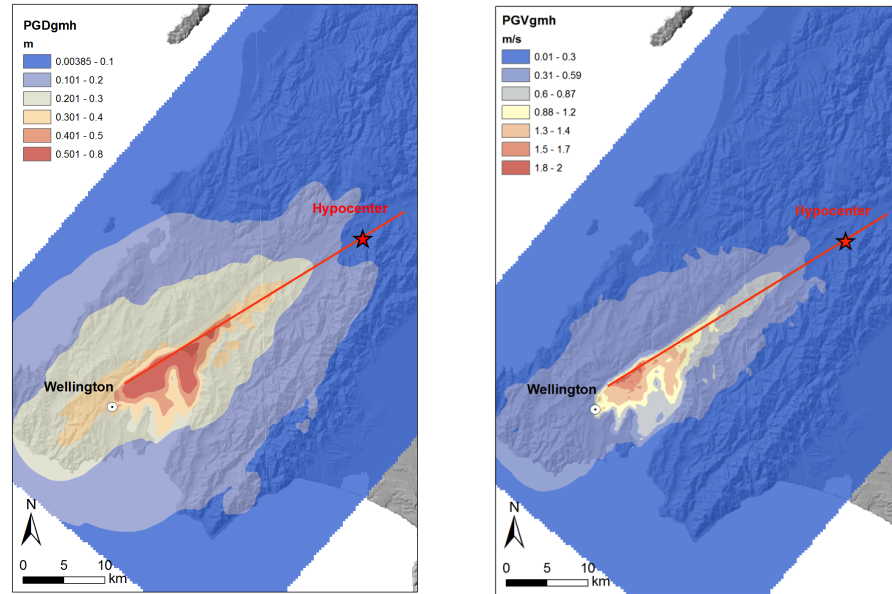 PGDgmh
m
0.00385 - 0.1
0.101 - 0.2
0.201 - 0.3
0.301 - 0.4
0.401 - 0.5
0.501 - 0.8
Hypocenter
Wellington
N
0 5 10
km
PGVgmh
m/s
0.01 - 0.3
0.31 - 0.59
0.6 - 0.87
0.88 - 1.2
1.3 - 1.4
1.5 - 1.7
1.8 - 2
Hypocenter
Wellington
N
0 5 10
km